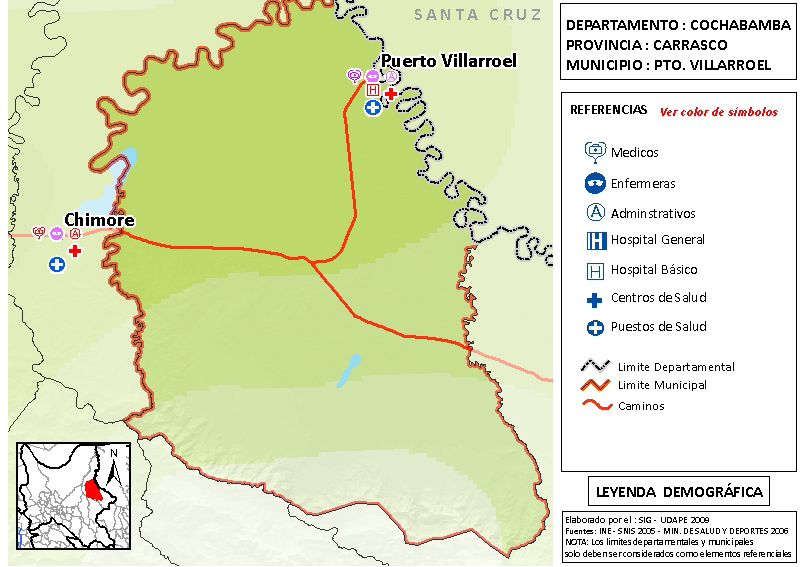 SANTA CRUZ
Puerto Villarroel
A
H
Chimore
A
N
DEPARTAMENTO : COCHABAMBA
PROVINCIA : CARRASCO
MUNICIPIO : PTO. VILLARROEL
REFERENCIAS Ver color de símbolos
Medicos
Enfermeras
A Adminstrativos
H Hospital General
H Hospital Básico
Centros de Salud
Puestos de Salud
Limite Departamental
Limite Municipal
Caminos
LEYENDA DEMOGRÁFICA
Elaborado por el : SIG - UDAPE 2009
Fuentes: INE- SNIS 2005 - MIN. DE SALUD Y DEPORTES 2006
NOTA: Los limites departamentales y municipales
solo deben ser considerados como elementos referenciales